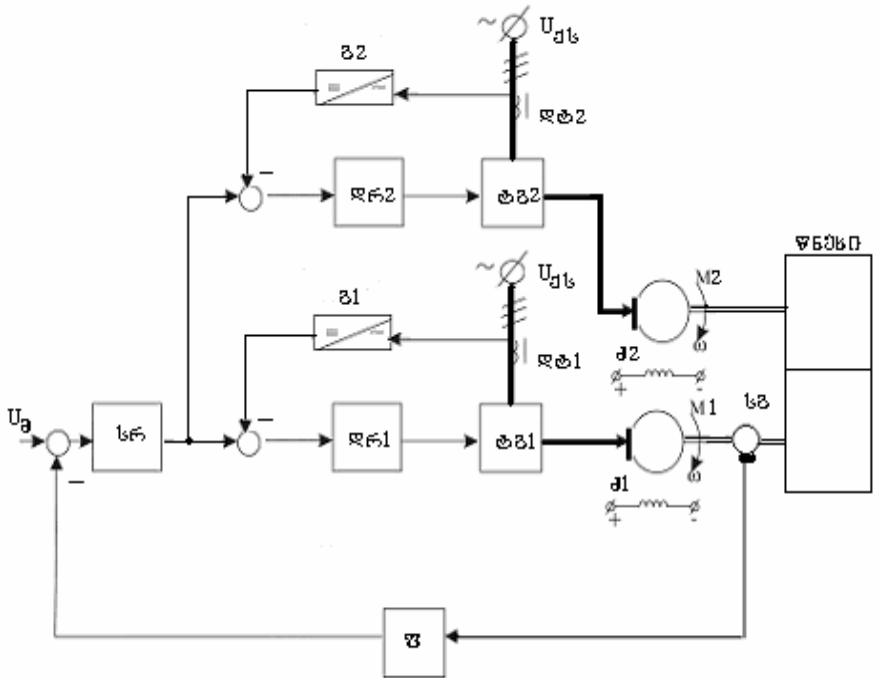 ~ Uქს
გ2
= ~
დტ2
–
დრ2
ტგ2
წნეხი
~ Uქს
გ1
= ~
M2
დტ1
ω
ძ2
–
+ -
სგ
Uმ
სრ
დრ1
ტგ1
M1
–
ω
ძ1
+ -
ფ